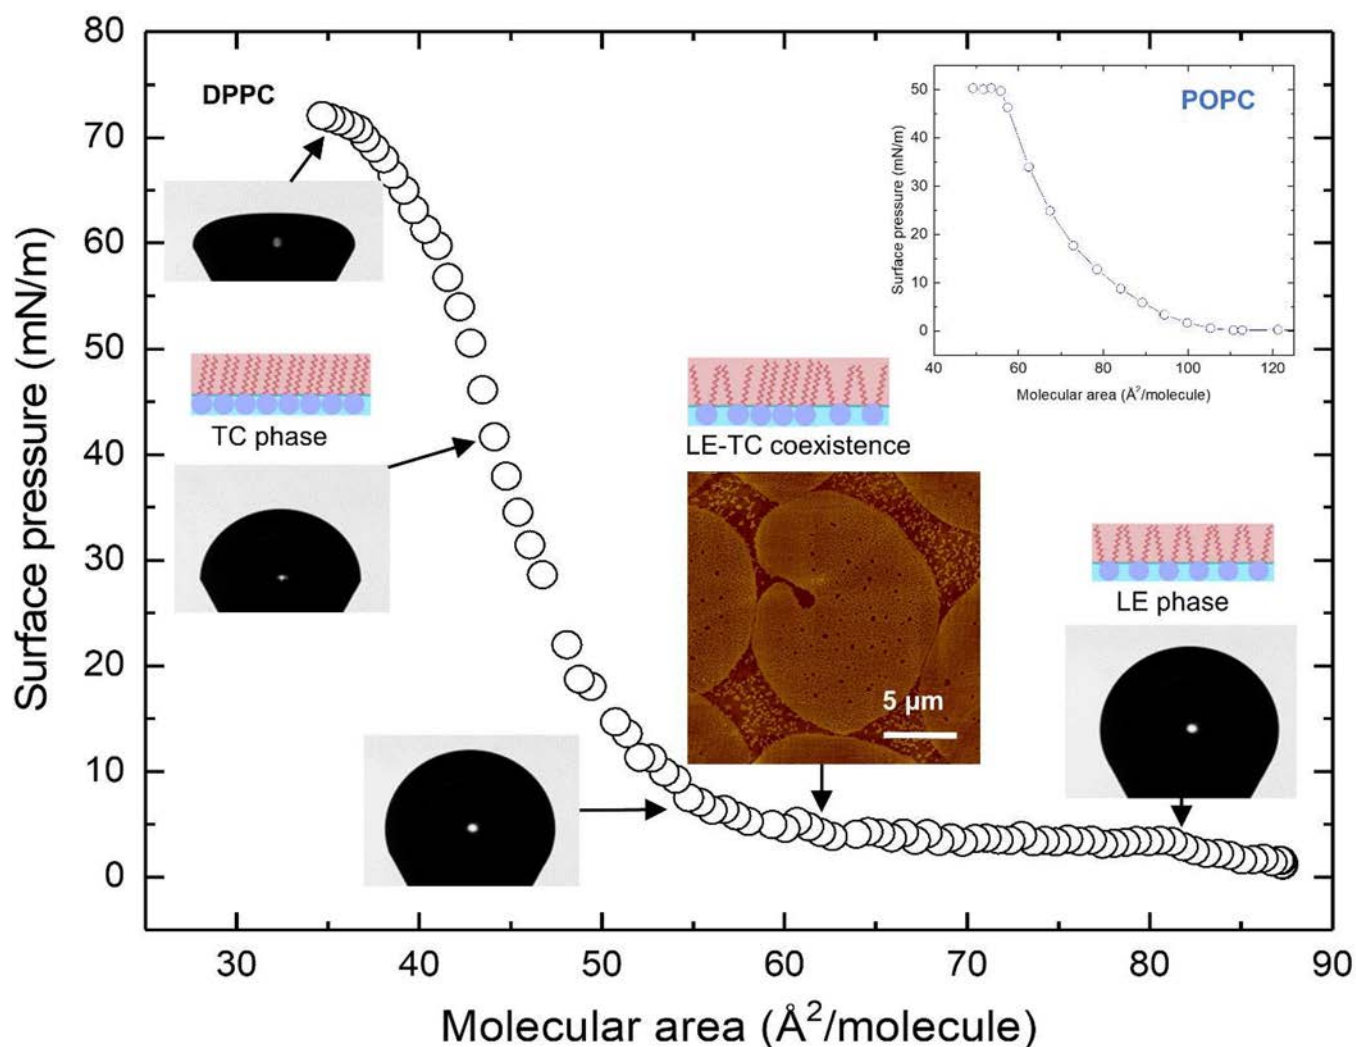 80
70
60
50
40
30
20
10
0
Surface pressure (mN/m)
DPPC
TC phase
LE-TC coexistence
5 µm
LE phase
POPC
50
40
30
20
10
0
Surface pressure (mN/m)
40 60 80 100 120
Molecular area (Å²/molecule)
30 40 50 60 70 80 90
Molecular area (Å²/molecule)